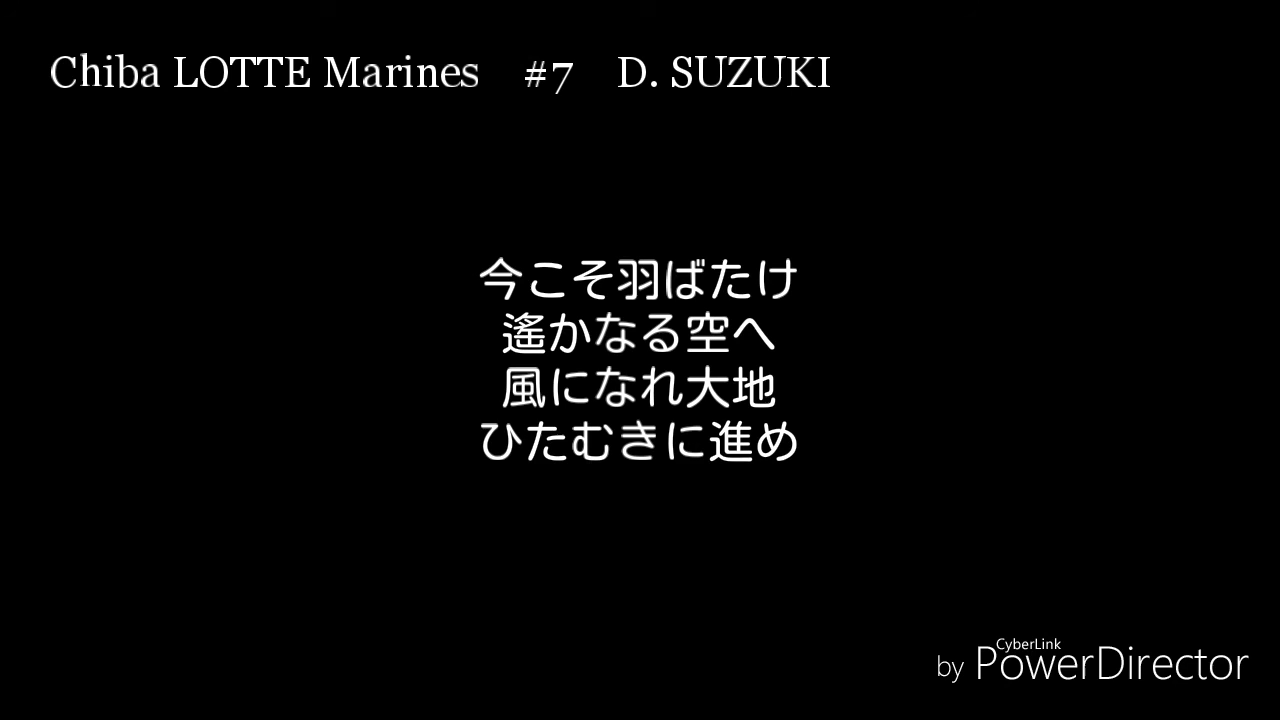 Chiba LOTTE Marines #7 D. SUZUKI
今こそ羽ばたけ
遙かなる空へ
風になれ大地
ひたむきに進め
by CyberLink PowerDirector